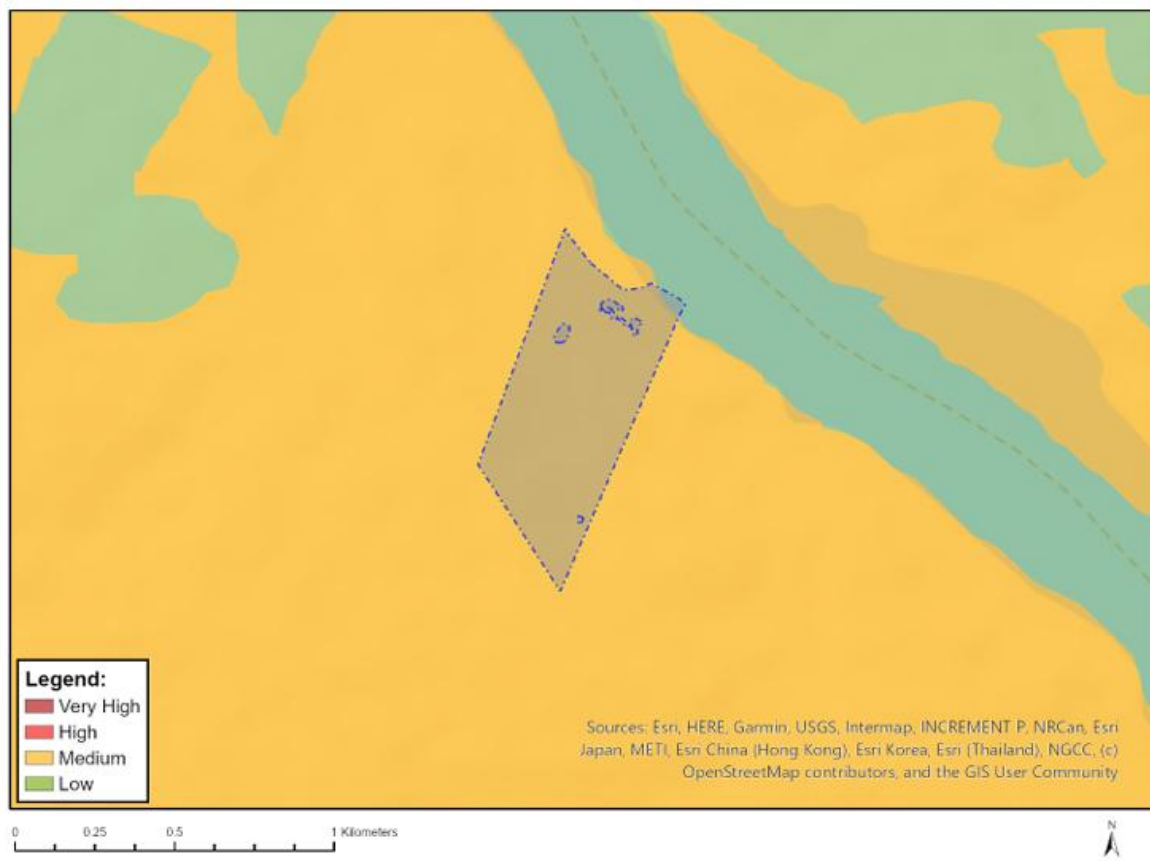 Legend:
Very High
High
Medium
Low
Sources: Esri, HERE, Garmin, USGS, Intermap, INCREMENT P, NRCan, Esri
Japan, METI, Esri China (Hong Kong), Esri Korea, Esri (Thailand), NGCC, (c)
OpenStreetMap contributors, and the GIS User Community
0 0.25 0.5 1 Kilometers
N